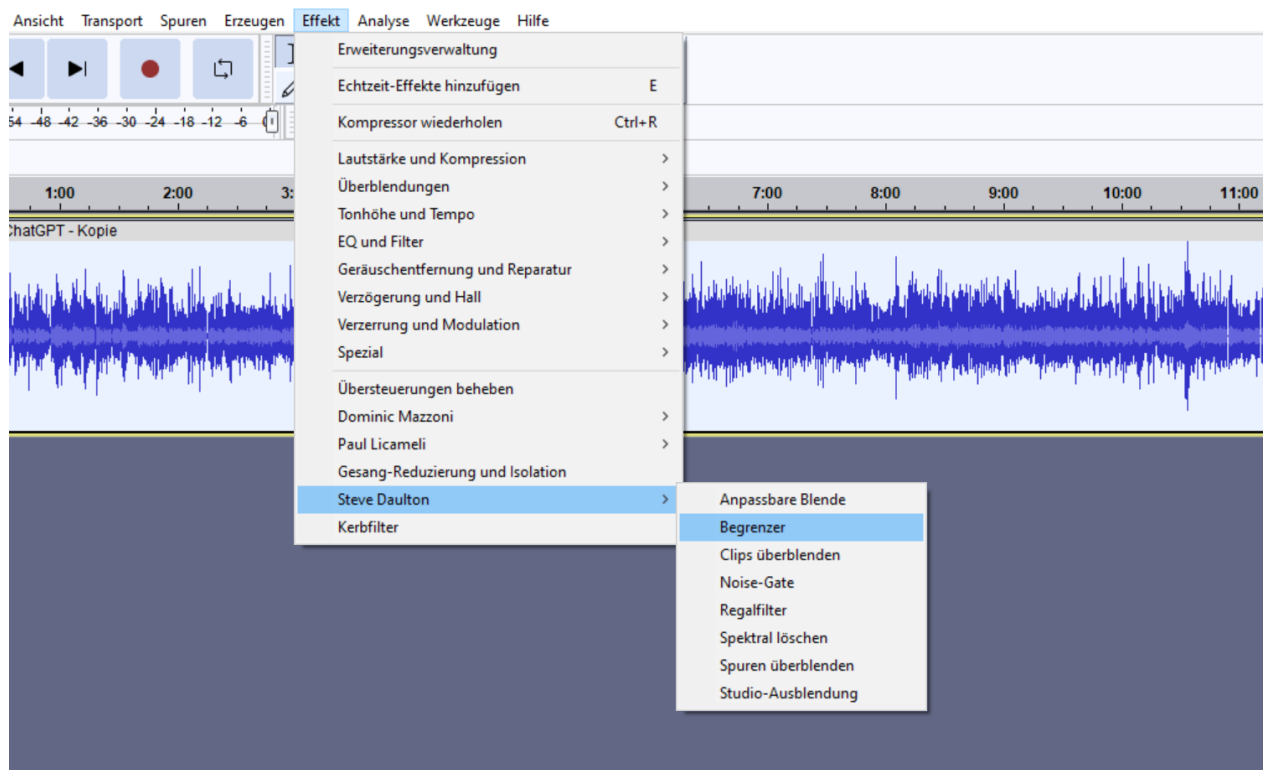 Ansicht Transport Spuren Erzeugen Effekt Analyse Werkzeuge Hilfe
Erweiterungsverwaltung
Echtzeit-Effekte hinzufügen E
-48 -42 -36 -30 -24 -18 -12 -6
Kompressor wiederholen Ctrl+R
Lautstärke und Kompression
Überblendungen
1:00 2:00 7:00 8:00 9:00 10:00 11:00
Tonhöhe und Tempo
ChatGPT - Kopie
EQ und Filter
Geräuschentfernung und Reparatur
Verzögerung und Hall
Verzerrung und Modulation
Spezial
Übersteuerungen beheben
Dominic Mazzoni
Paul Licameli
Gesang-Reduzierung und Isolation
Steve Daulton
Kerbfilter
Anpassbare Blende
Begrenzer
Clips überblenden
Noise-Gate
Regalfilter
Spektral löschen
Spuren überblenden
Studio-Ausblendung